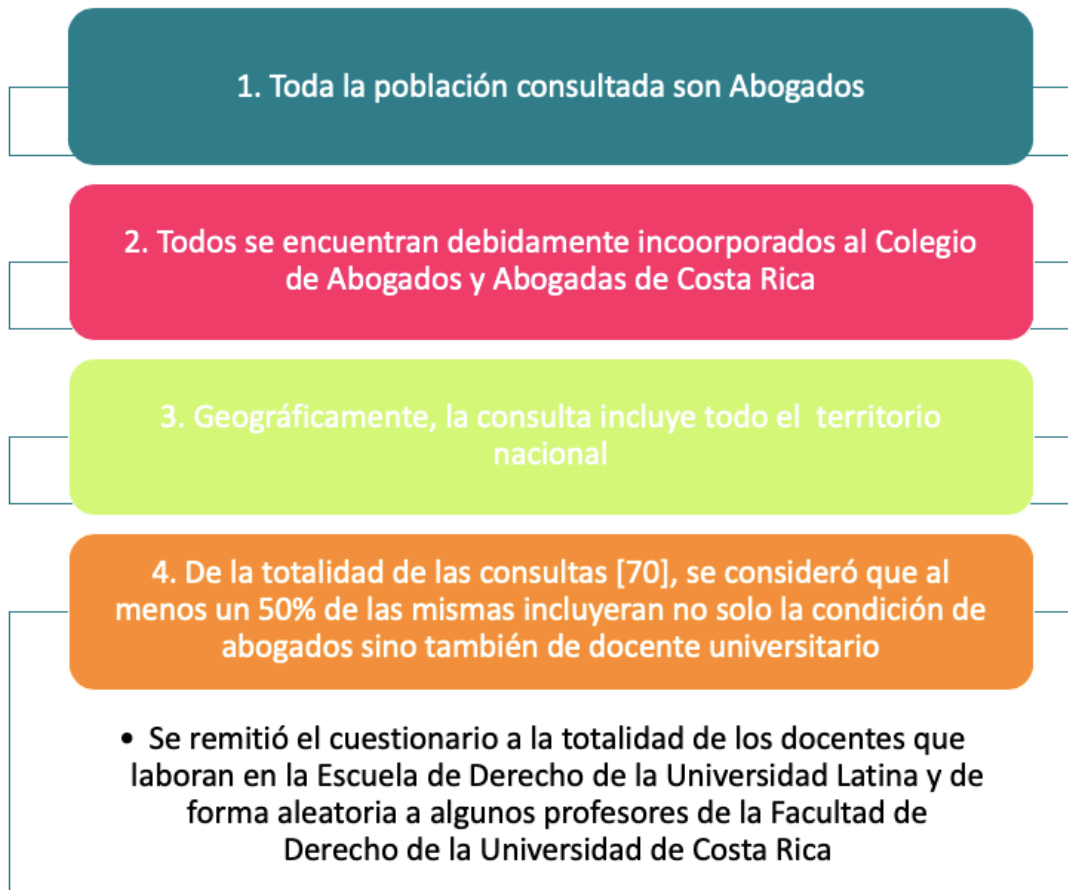 1. Toda la población consultada son Abogados
2. Todos se encuentran debidamente incoorporados al Colegio
de Abogados y Abogadas de Costa Rica
3. Geográficamente, la consulta incluye todo el territorio
nacional
4. De la totalidad de las consultas [70], se consideró que al
menos un 50% de las mismas incluyeran no solo la condición de
abogados sino también de docente universitario
• Se remitió el cuestionario a la totalidad de los docentes que
laboran en la Escuela de Derecho de la Universidad Latina y de
forma aleatoria a algunos profesores de la Facultad de
Derecho de la Universidad de Costa Rica